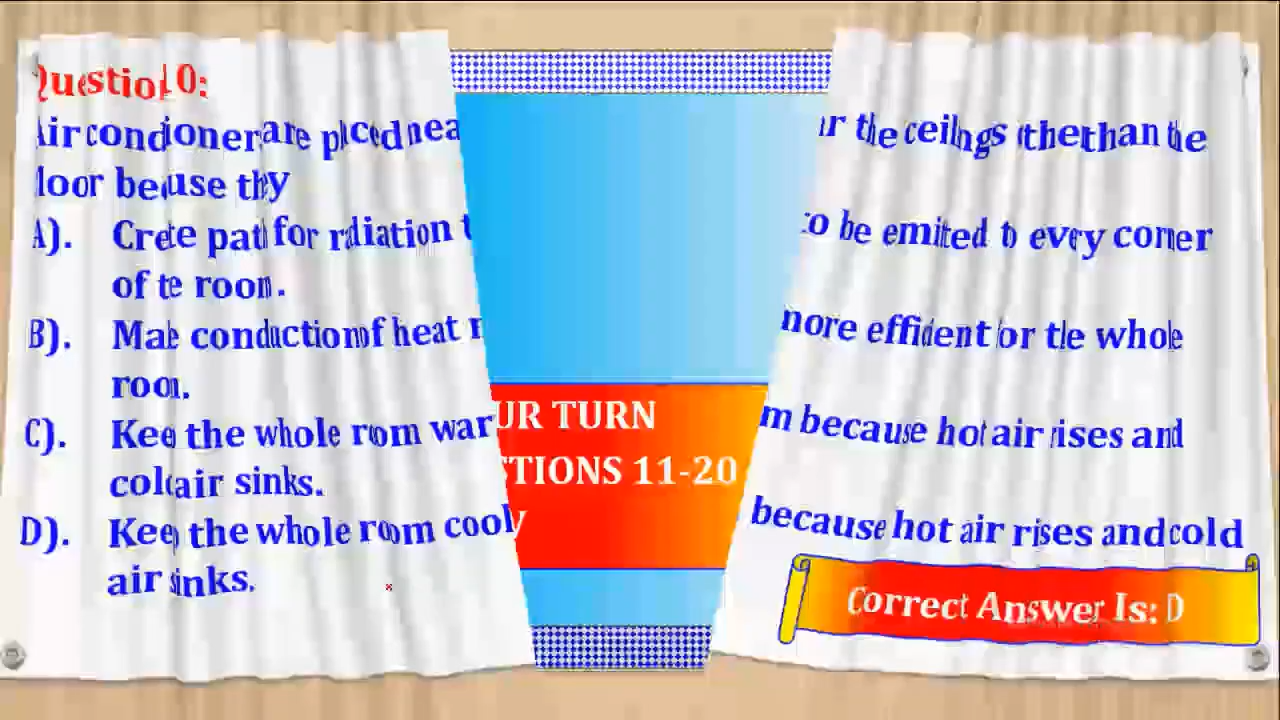 Question 10:
Air conditioner are placed near the ceilings rather than the
floor because they
A). Create path for radiation to be emitted to every corner
of the room.
B). Make conduction of heat more efficient for the whole
room.
C). Keep the whole room warm because hot air rises and
cold air sinks.
D). Keep the whole room cool because hot air rises and cold
air sinks.
Correct Answer Is: D
UR TURN
STIONS 11-20